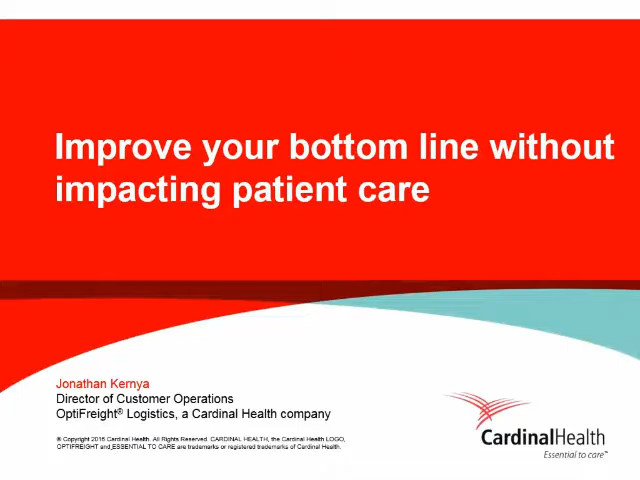 Improve your bottom line without
impacting patient care
Jonathan Kernya
Director of Customer Operations
OptiFreight® Logistics, a Cardinal Health company
® Copyright 2016 Cardinal Health. All Rights Reserved. CARDINAL HEALTH, the Cardinal Health LOGO,
OPTIFREIGHT and ESSENTIAL TO CARE are trademarks or registered trademarks of Cardinal Health.
CardinalHealth
Essential to care™